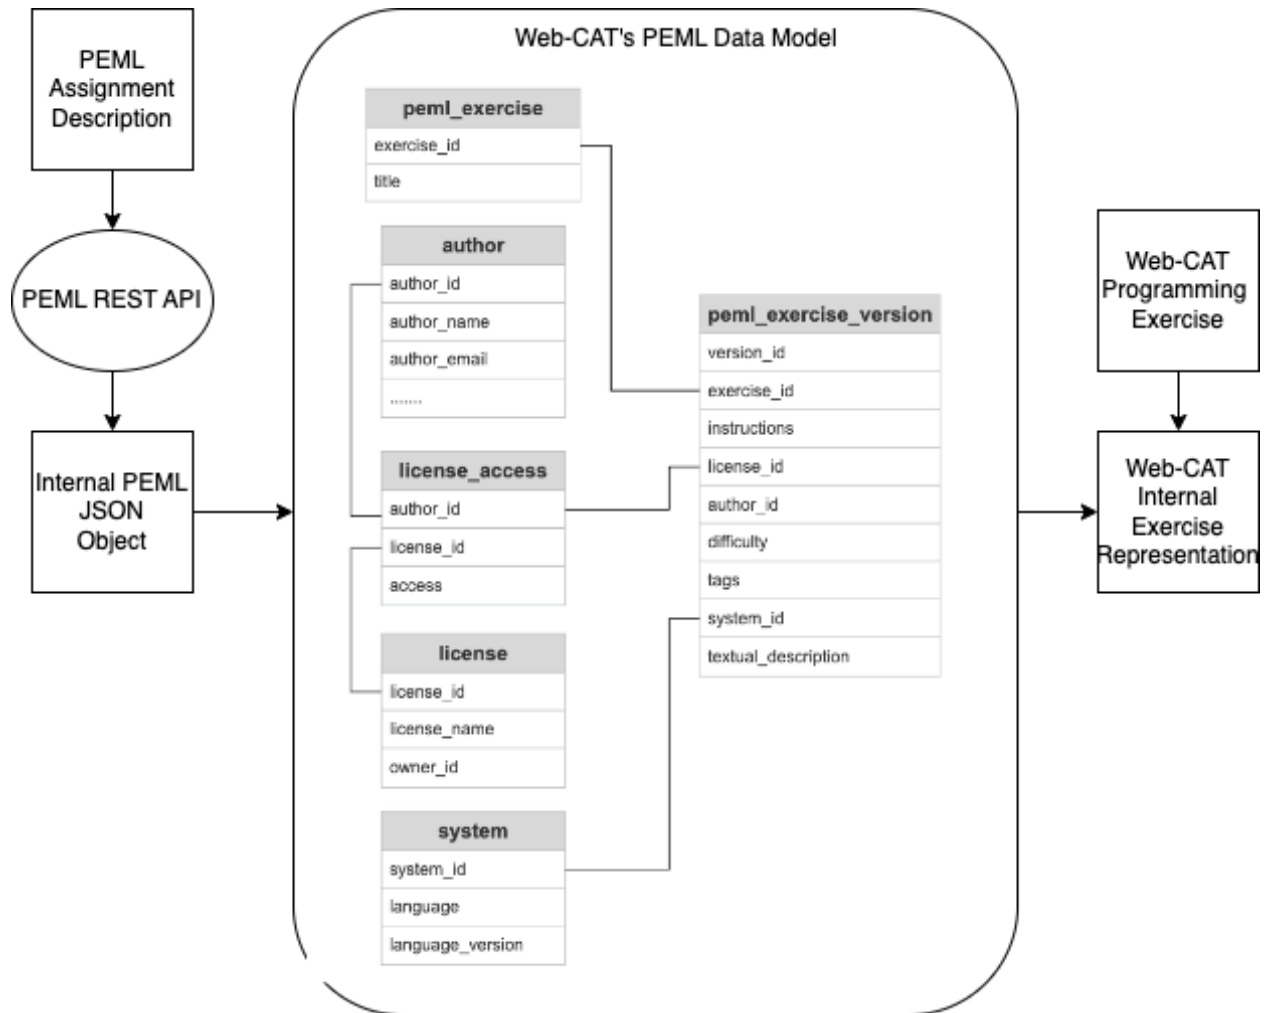 PEML
Assignment
Description
PEML REST API
Internal PEML
JSON
Object
Web-CAT's PEML Data Model
peml_exercise
exercise_id
title
author
author_id
author_name
author_email
.......
license_access
author_id
license_id
access
license
license_id
license_name
owner_id
system
system_id
language
language_version
peml_exercise_version
version_id
exercise_id
instructions
license_id
author_id
difficulty
tags
system_id
textual_description
Web-CAT
Programming
Exercise
Web-CAT
Internal
Exercise
Representation